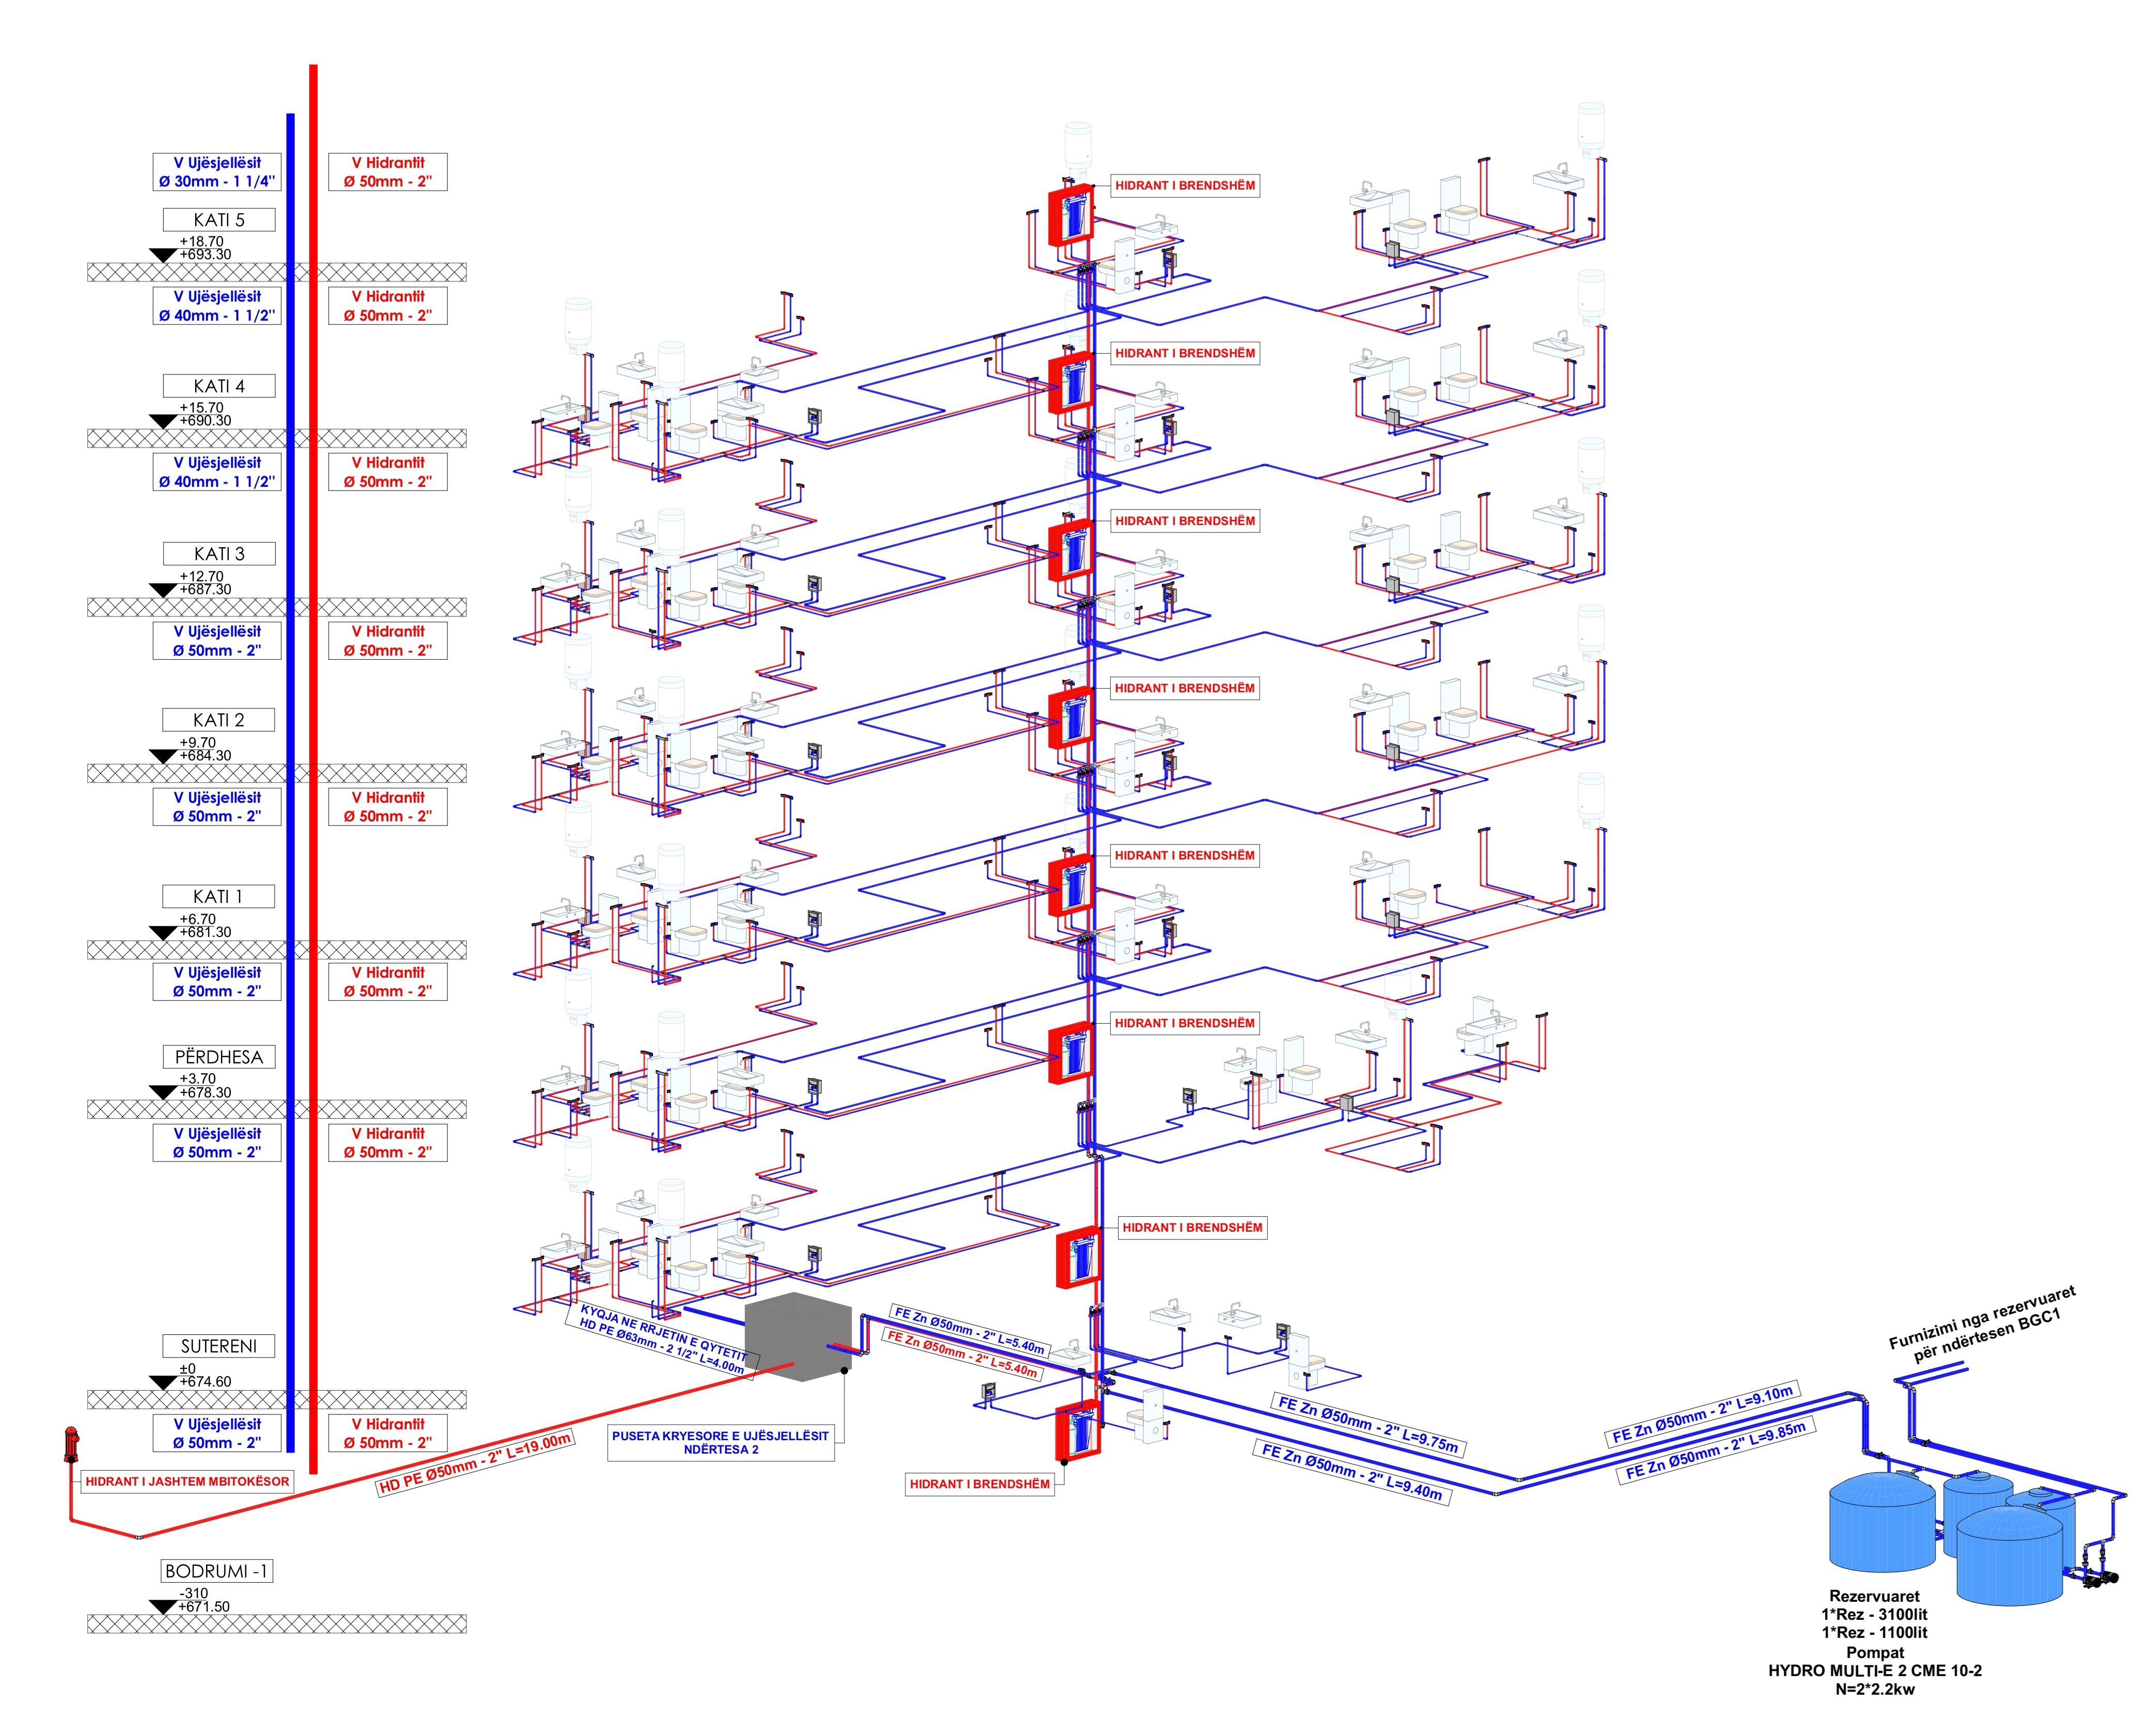 V Ujësjellësit
Ø 30mm - 1 1/4"
V Hidrantit
Ø 50mm - 2"
KATI 5
+18.70
+693.30
V Ujësjellësit
Ø 40mm - 1 1/2"
V Hidrantit
Ø 50mm - 2"
KATI 4
+15.70
+690.30
V Ujësjellësit
Ø 40mm - 1 1/2"
V Hidrantit
Ø 50mm - 2"
KATI 3
+12.70
+687.30
V Ujësjellësit
Ø 50mm - 2"
V Hidrantit
Ø 50mm - 2"
KATI 2
+9.70
+684.30
V Ujësjellësit
Ø 50mm - 2"
V Hidrantit
Ø 50mm - 2"
KATI 1
+6.70
+681.30
V Ujësjellësit
Ø 50mm - 2"
V Hidrantit
Ø 50mm - 2"
PËRDHESA
+3.70
+678.30
V Ujësjellësit
Ø 50mm - 2"
V Hidrantit
Ø 50mm - 2"
SUTERENI
±0
+674.60
V Ujësjellësit
Ø 50mm - 2"
V Hidrantit
Ø 50mm - 2"
HIDRANT I JASHTEM MBITOKËSOR
BODRUMI -1
-310
+671.50
HIDRANT I BRENDSHËM
HIDRANT I BRENDSHËM
HIDRANT I BRENDSHËM
HIDRANT I BRENDSHËM
HIDRANT I BRENDSHËM
HIDRANT I BRENDSHËM
HIDRANT I BRENDSHËM
HIDRANT I BRENDSHËM
KYQJA NE RRJETIN E QYTETIT
HD PE Ø63mm - 2 1/2" L=4.00m
FE Zn Ø50mm - 2" L=5.40m
FE Zn Ø50mm - 2" L=5.40m
HD PE Ø50mm - 2" L=19.00m
PUSETA KRYESORE E UJËSJELLËSIT
NDËRTESA 2
FE Zn Ø50mm - 2" L=9.75m
FE Zn Ø50mm - 2" L=9.40m
FE Zn Ø50mm - 2" L=9.10m
FE Zn Ø50mm - 2" L=9.85m
Furnizimi nga rezervuaret
për ndërtesen BGC1
Rezervuaret
1*Rez - 3100lit
1*Rez - 1100lit
Pompat
HYDRO MULTI-E 2 CME 10-2
N=2*2.2kw